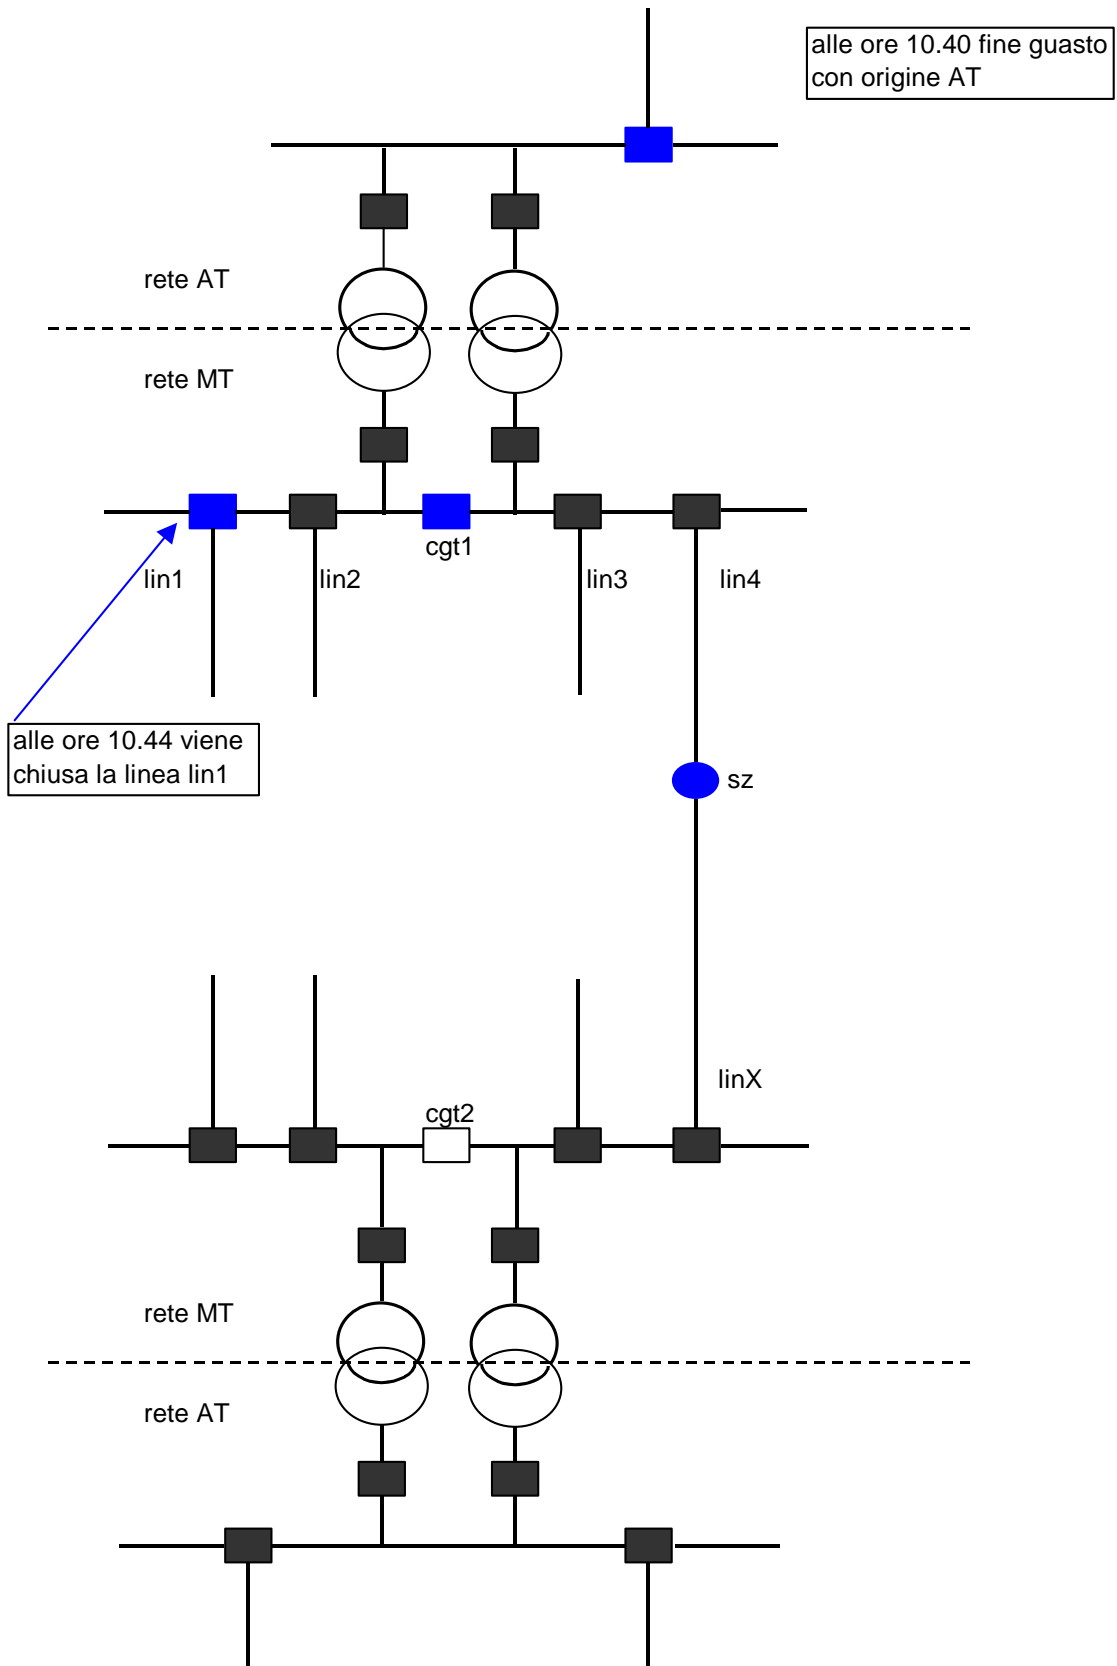 alle ore 10.40 fine guasto
con origine AT
rete AT
rete MT
cgt1
lin1
lin2
lin3
lin4
alle ore 10.44 viene
chiusa la linea lin1
sz
linX
cgt2
rete MT
rete AT